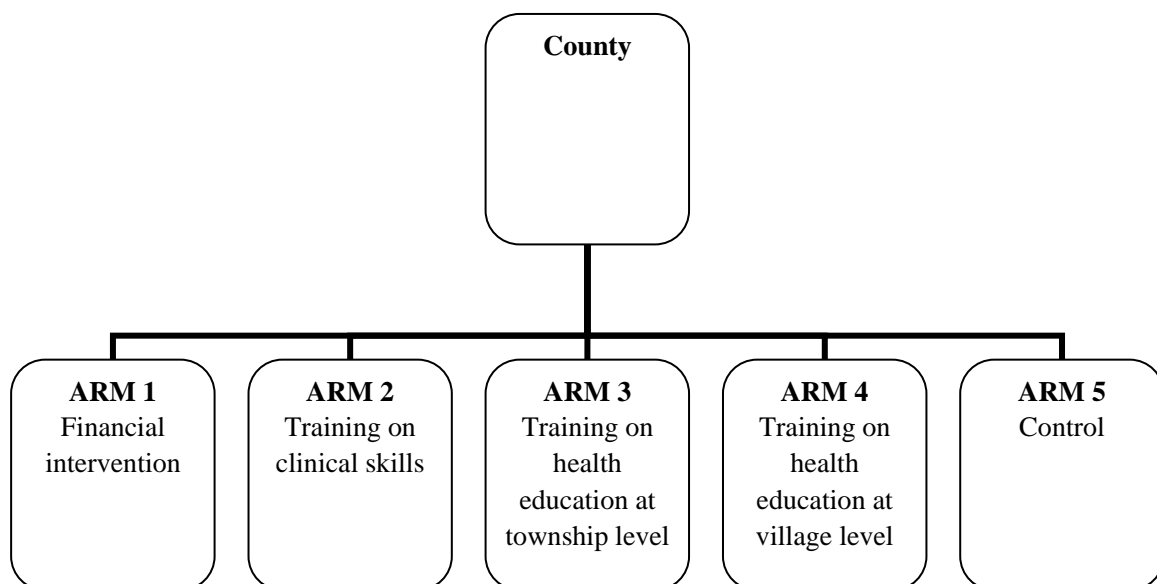 County
ARM 1
Financial
intervention
ARM 2
Training on
clinical skills
ARM 3
Training on
health
education at
township level
ARM 4
Training on
health
education at
village level
ARM 5
Control